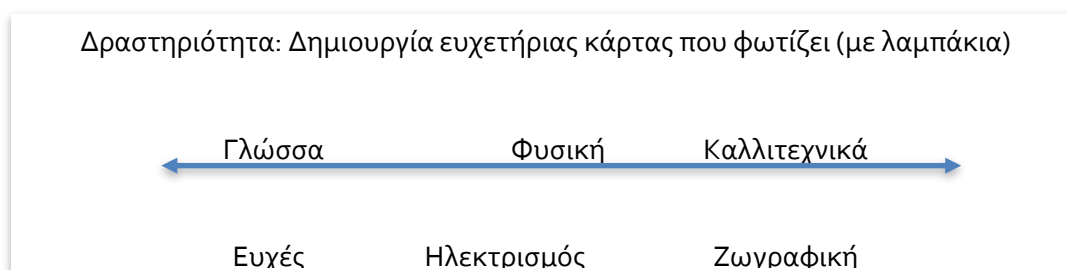 Δραστηριότητα: Δημιουργία ευχετήριας κάρτας που φωτίζει (με λαμπάκια)
Γλώσσα Φυσική Καλλιτεχνικά
Ευχές Ηλεκτρισμός Ζωγραφική